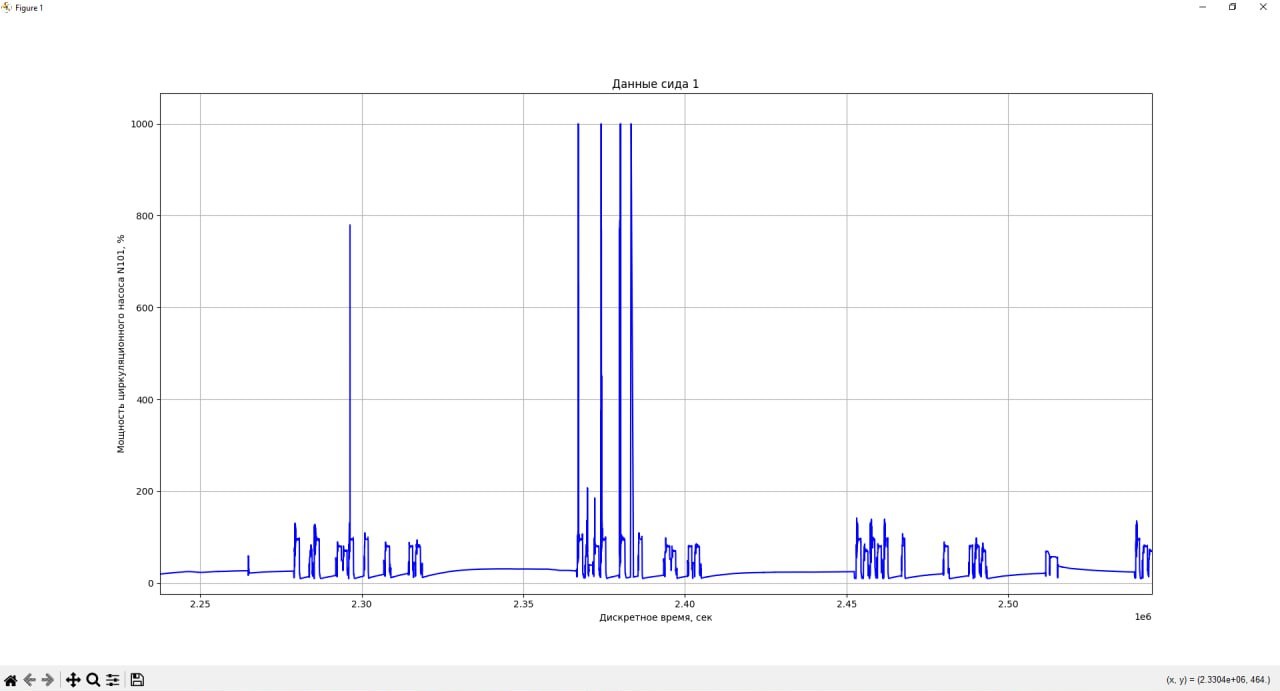 Figure 1
Данные сида 1
1000
800
600
400
200
0
Мощность циркуляционного насоса N101, %
2.25 2.30 2.35 2.40 2.45 2.50
Дискретное время, сек
1e6
(x, y) = (2.3304e+06, 464.)